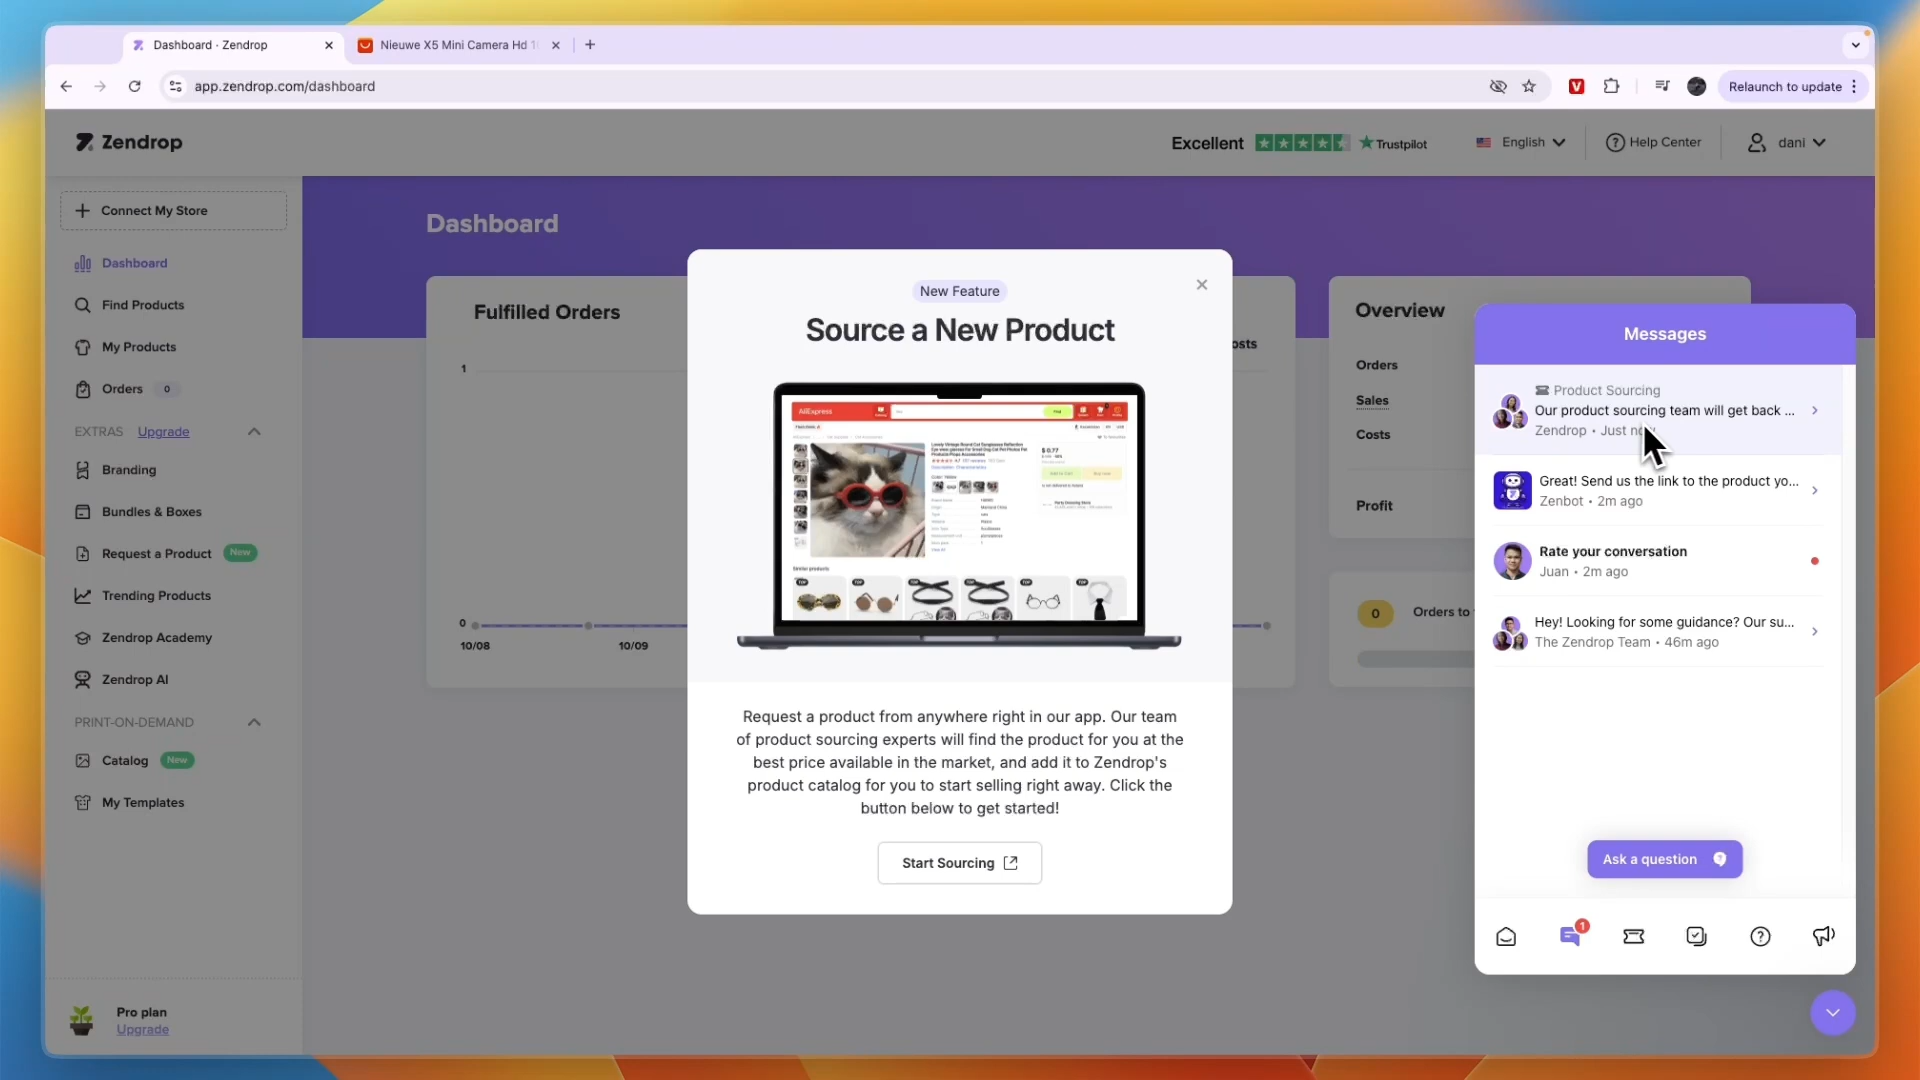 Dashboard · Zendrop
Nieuwe X5 Mini Camera Hd 1
app.zendrop.com/dashboard
Relaunch to update
Zendrop
Excellent
Trustpilot
English
Help Center
dani
Connect My Store
Dashboard
Find Products
My Products
Orders 0
EXTRAS Upgrade
Branding
Bundles & Boxes
Request a Product New
Trending Products
Zendrop Academy
Zendrop AI
PRINT-ON-DEMAND
Catalog New
My Templates
Pro plan
Upgrade
Dashboard
Fulfilled Orders
1
0
10/08
10/09
osts
Overview
Orders
Sales
Costs
Profit
0 Orders to
New Feature
Source a New Product
AliExpress
Similar products
Request a product from anywhere right in our app. Our team
of product sourcing experts will find the product for you at the
best price available in the market, and add it to Zendrop's
product catalog for you to start selling right away. Click the
button below to get started!
Start Sourcing
Messages
Product Sourcing
Our product sourcing team will get back ...
Zendrop • Just
Great! Send us the link to the product yo...
Zenbot • 2m ago
Rate your conversation
Juan • 2m ago
Hey! Looking for some guidance? Our su...
The Zendrop Team • 46m ago
Ask a question
1